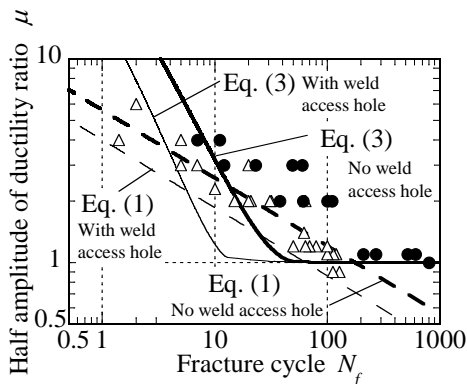 Half amplitude of ductility ratio μ
10
1
0.5
Eq. (3) With weld
access hole
Eq. (3)
No weld
access hole
Eq. (1)
With weld
access hole
Eq. (1)
No weld access hole
0.5 1 10 100 1000
Fracture cycle N_f